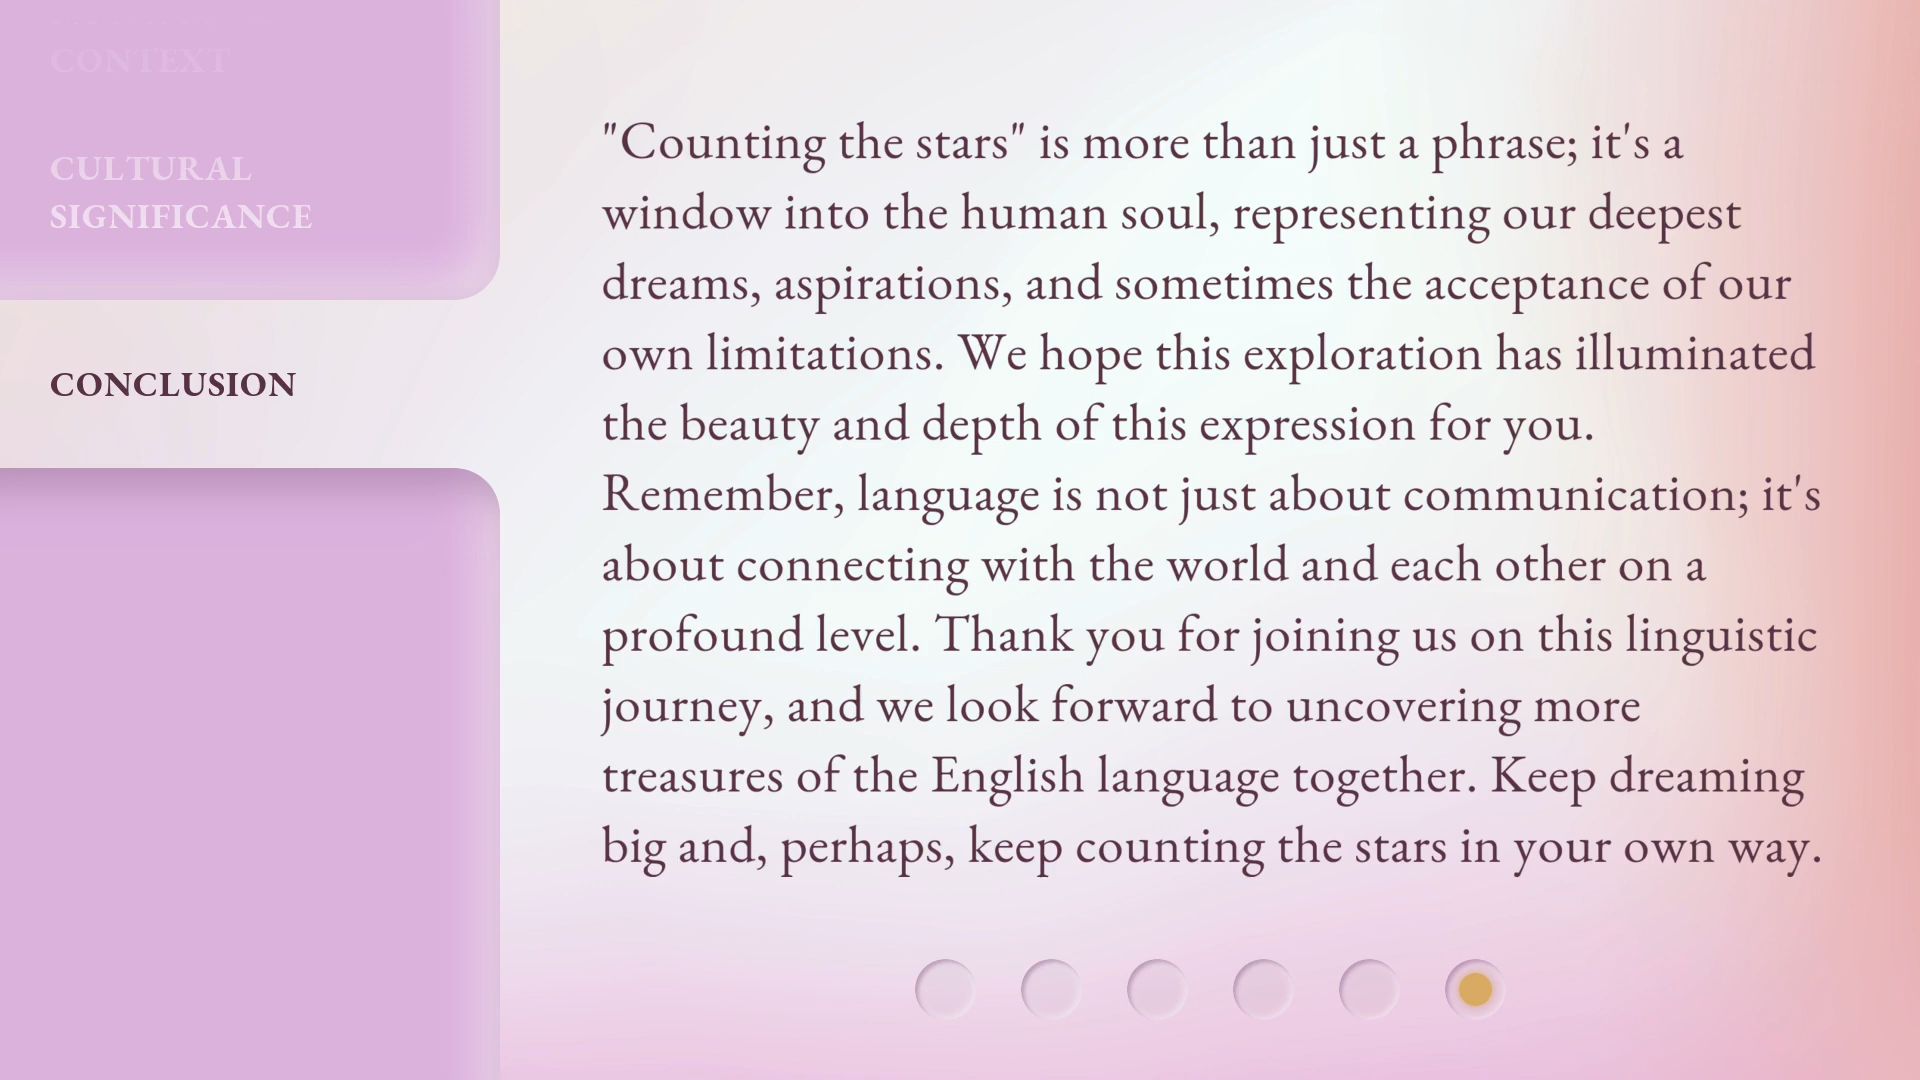 CONTEXT
CULTURAL
SIGNIFICANCE
CONCLUSION
"Counting the stars" is more than just a phrase; it's a
window into the human soul, representing our deepest
dreams, aspirations, and sometimes the acceptance of our
own limitations. We hope this exploration has illuminated
the beauty and depth of this expression for you.
Remember, language is not just about communication; it's
about connecting with the world and each other on a
profound level. Thank you for joining us on this linguistic
journey, and we look forward to uncovering more
treasures of the English language together. Keep dreaming
big and, perhaps, keep counting the stars in your own way.